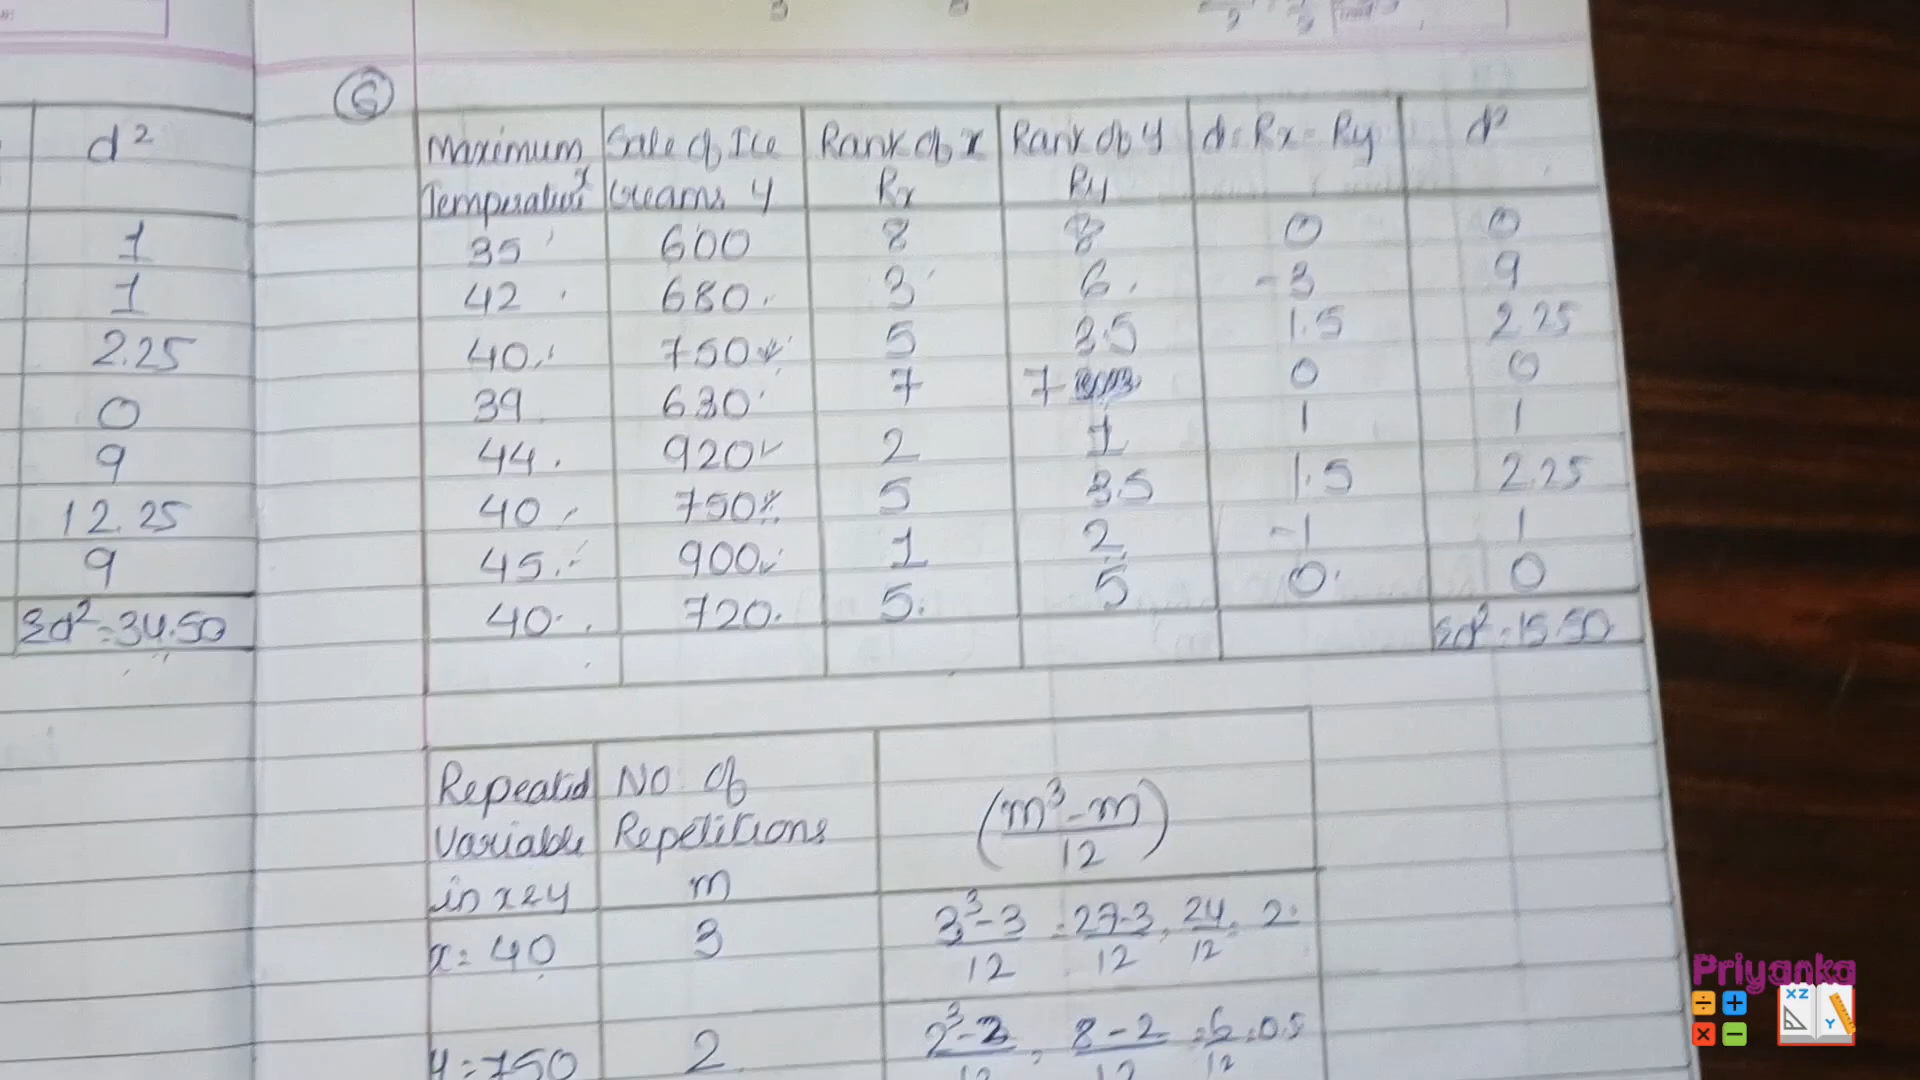 6
d²
1
1
2.25
0
9
12.25
9
Σd²=34.50
Maximum Temperature x | Sale of Ice Creams y | Rank of x Rx | Rank of y Ry | d=Rx-Ry | d²
35 600 8 8 0 0
42 680 3 6 -3 9
40 750 5 3.5 1.5 2.25
39 630 7 7 0 0
44 920 2 1 1 1
40 750 5 3.5 1.5 2.25
45 900 1 2 -1 1
40 720 5 5 0 0
Σd²=15.50
Repeated Variable in x & y | No. of Repetitions m | (m³-m/12)
x=40 3 3³-3/12 = 27-3/12 = 24/12 = 2
y=750 2 2³-2/12 = 8-2/12 = 6/12 = 0.5
Priyanka
XZ
Y